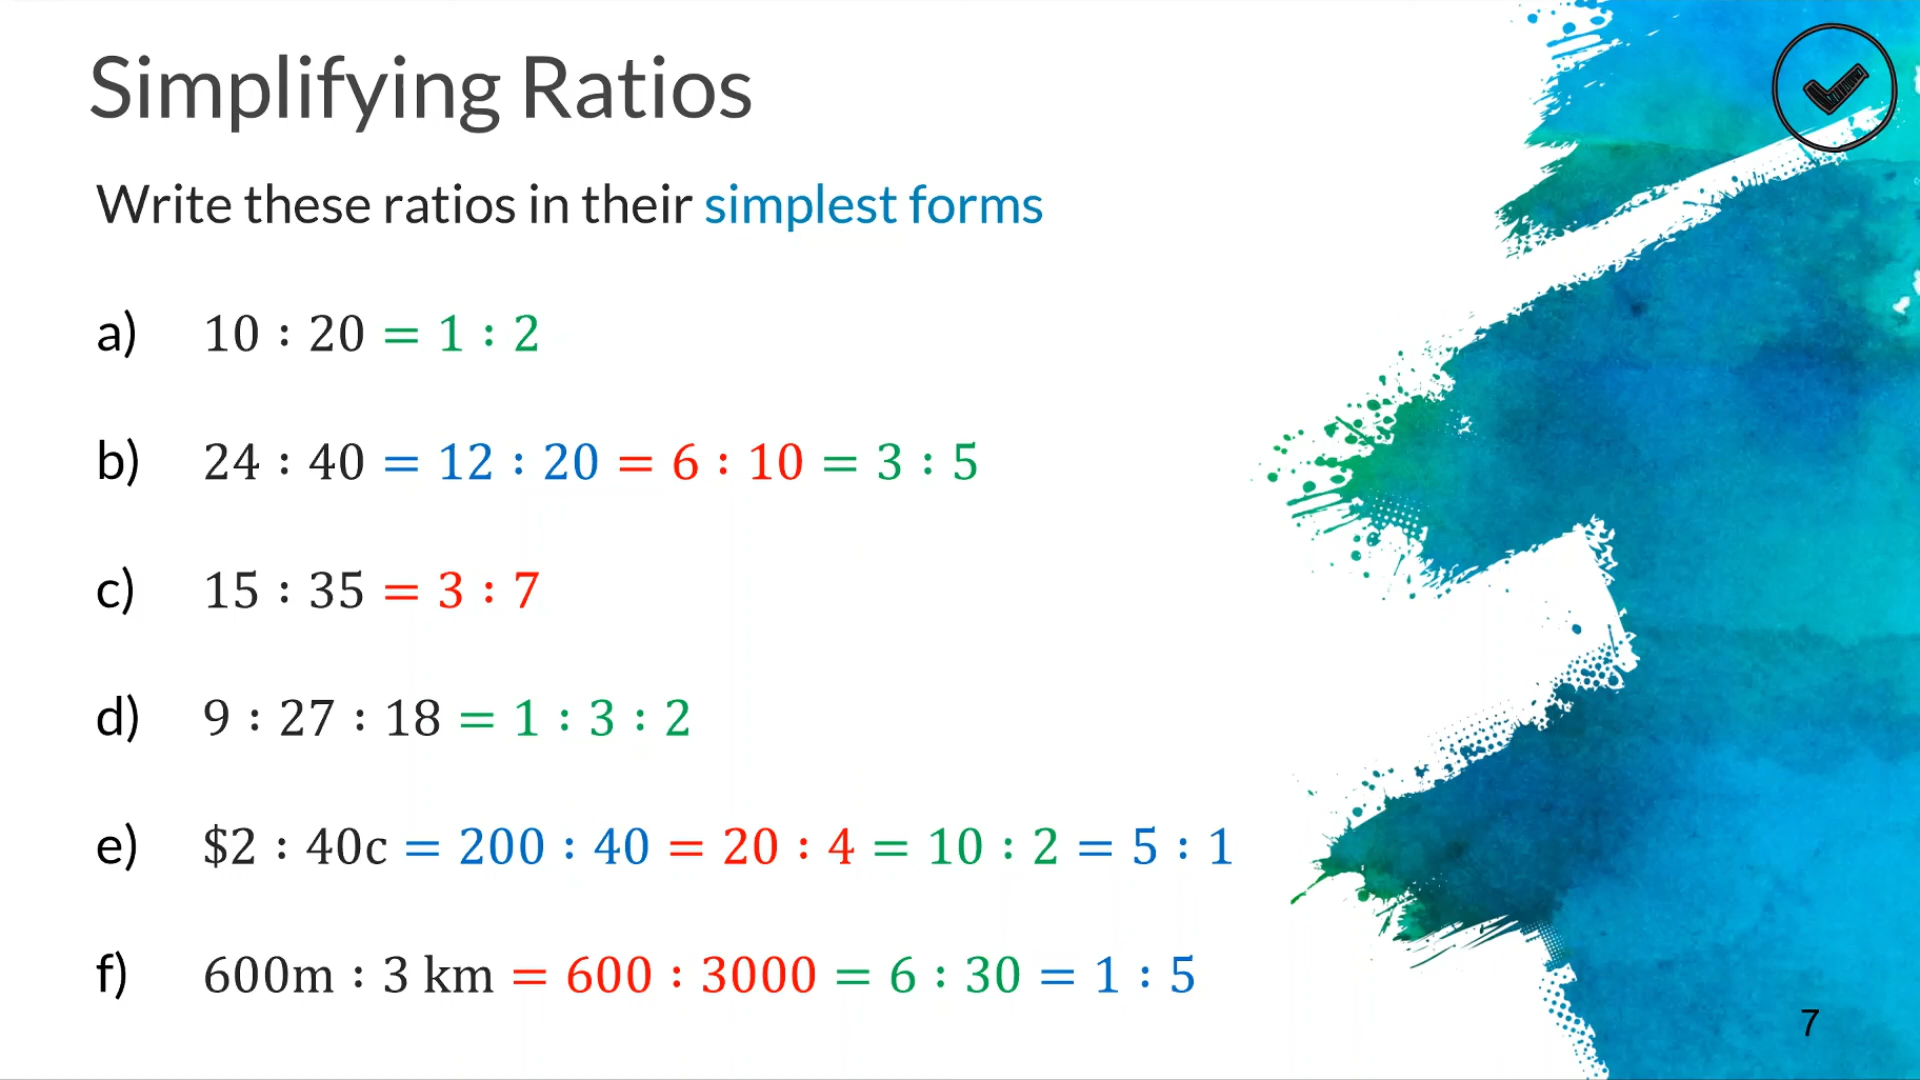 Simplifying Ratios
Write these ratios in their simplest forms
a) 10 : 20 = 1 : 2
b) 24 : 40 = 12 : 20 = 6 : 10 = 3 : 5
c) 15 : 35 = 3 : 7
d) 9 : 27 : 18 = 1 : 3 : 2
e) $2 : 40c = 200 : 40 = 20 : 4 = 10 : 2 = 5 : 1
f) 600m : 3 km = 600 : 3000 = 6 : 30 = 1 : 5
7